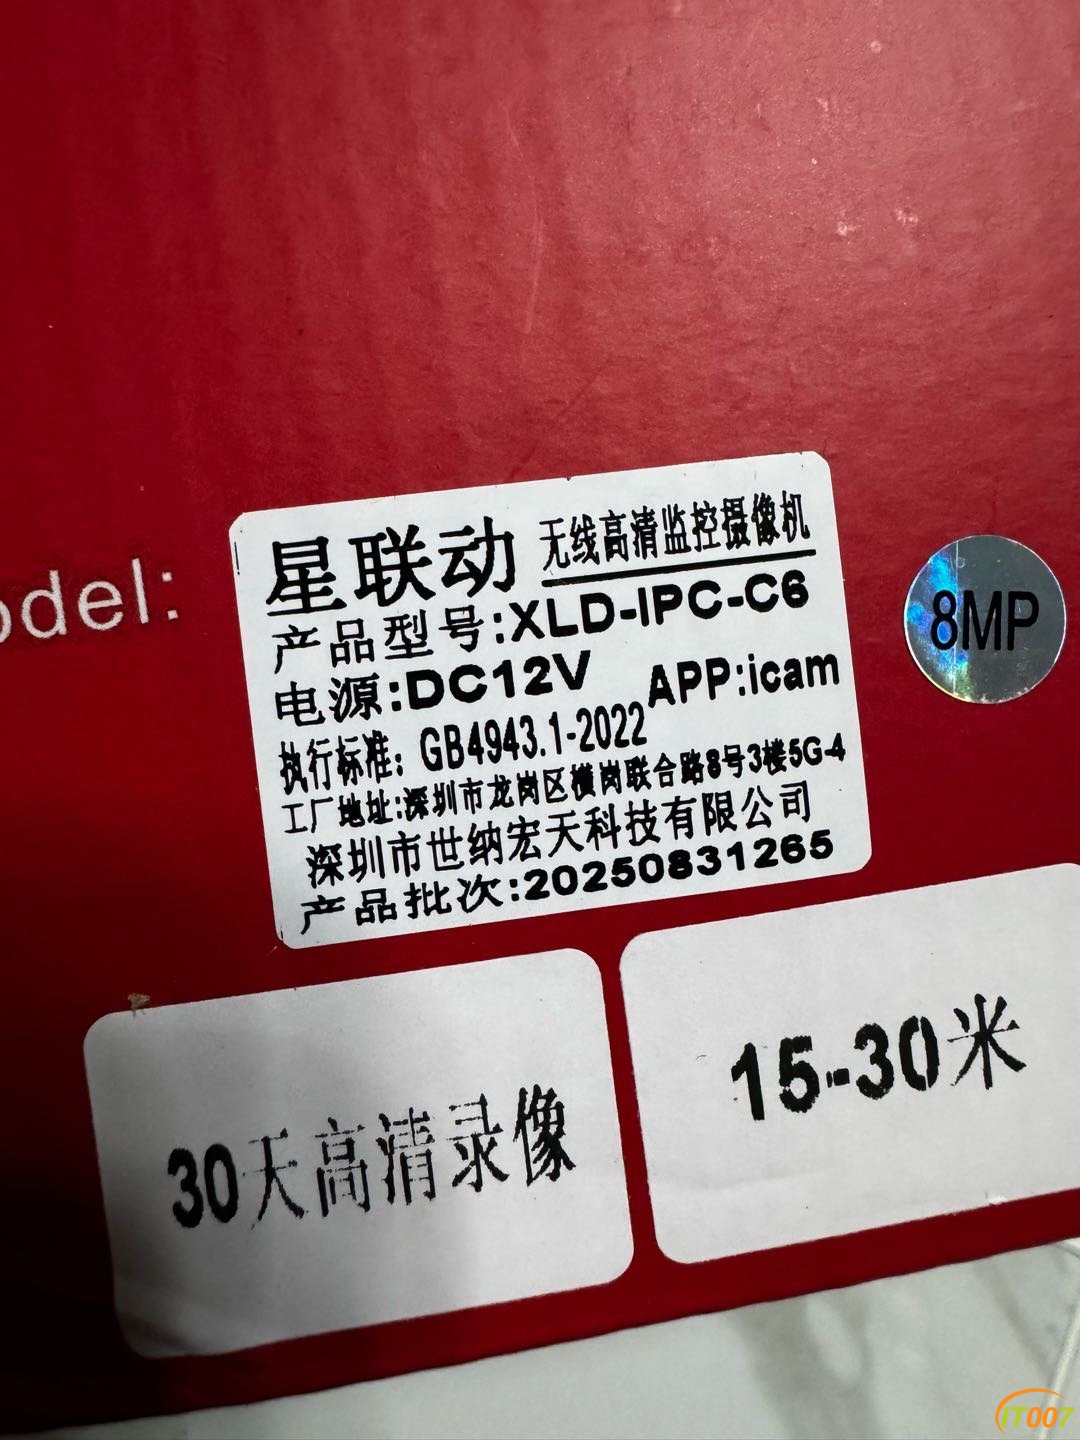 odel:
星联动 无线高清监控摄像机
产品型号:XLD-IPC-C6
电源:DC12V APP:icam
执行标准: GB4943.1-2022
工厂地址:深圳市龙岗区横岗联合路8号3楼5G-4
深圳市世纳宏天科技有限公司
产品批次:20250831265
8MP
30天高清录像
15-30米
IT007